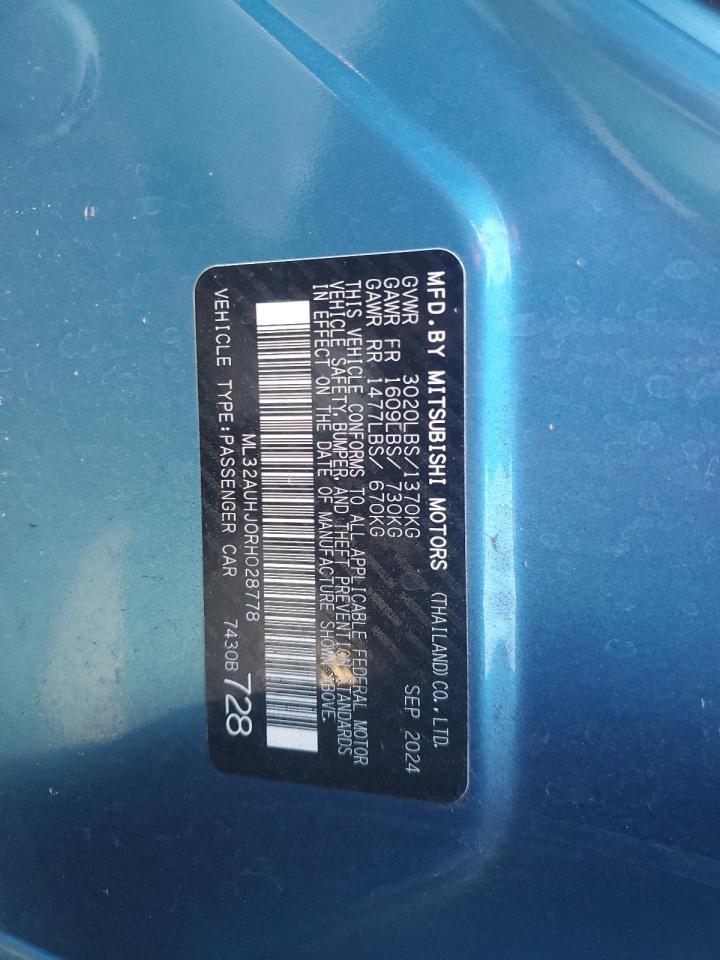 MFD.BY MITSUBISHI MOTORS (THAILAND) CO., LTD.
GVWR 3020LBS/1370KG SEP 2024
GAWR FR 1609LBS/ 730KG
GAWR RR 1477LBS/ 670KG
THIS VEHICLE CONFORMS TO ALL APPLICABLE FEDERAL MOTOR
VEHICLE SAFETY, BUMPER, AND THEFT PREVENTION STANDARDS
IN EFFECT ON THE DATE OF MANUFACTURE SHOWN ABOVE.
ML32AUHJ0RH028778
VEHICLE TYPE:PASSENGER CAR 7430B728